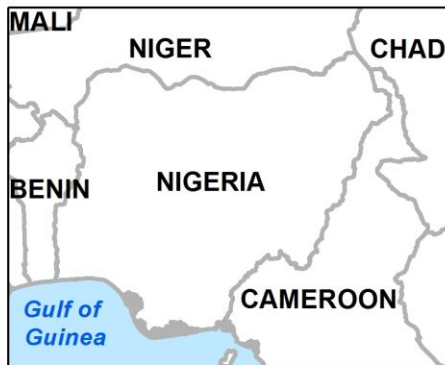 MALI
NIGER
CHAD
BENIN
NIGERIA
CAMEROON
Gulf of
Guinea